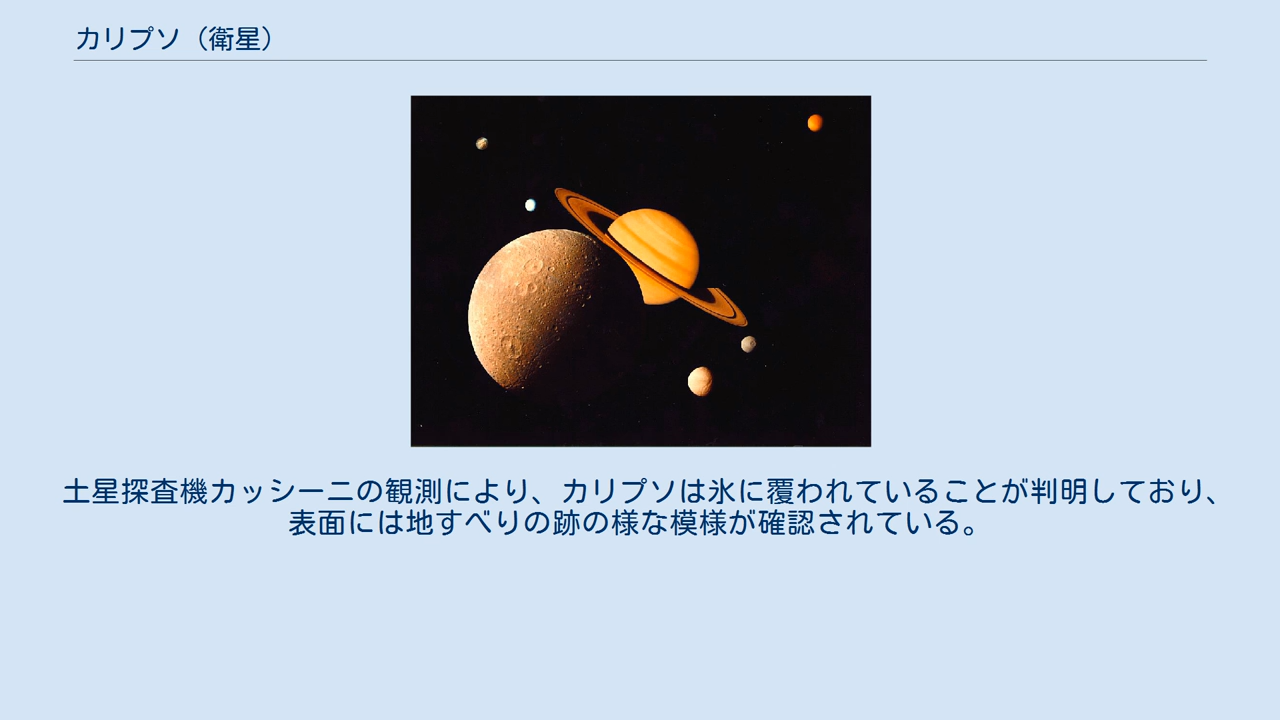 カリプソ（衛星）
土星探査機カッシーニの観測により、カリプソは氷に覆われていることが判明しており、
表面には地すべりの跡の様な模様が確認されている。